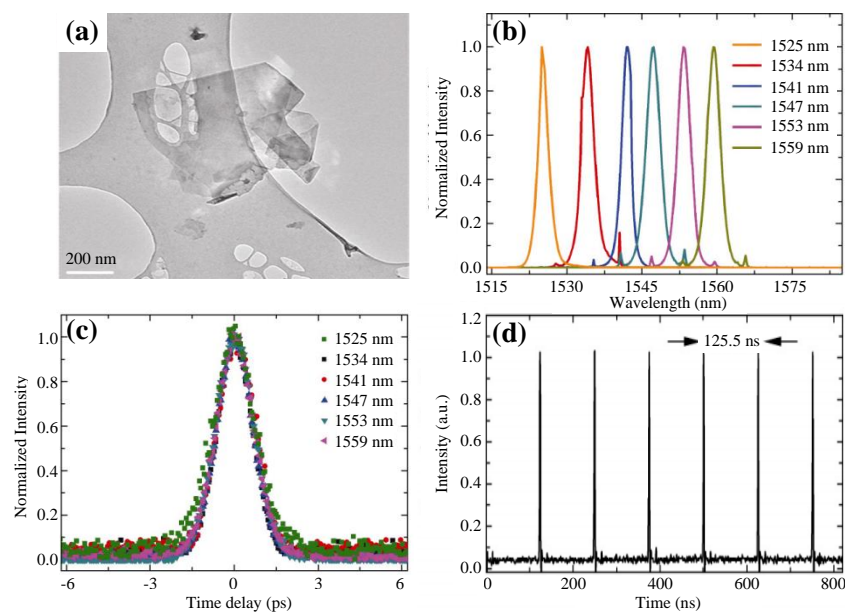 (a)
200 nm
(b)
Normalized Intensity
1.0
0.8
0.6
0.4
0.2
0.0
1525 nm
1534 nm
1541 nm
1547 nm
1553 nm
1559 nm
1515 1530 1545 1560 1575
Wavelength (nm)
(c)
Normalized Intensity
1.0
0.8
0.6
0.4
0.2
0.0
1525 nm
1534 nm
1541 nm
1547 nm
1553 nm
1559 nm
-6 -3 0 3 6
Time delay (ps)
(d)
Intensity (a.u.)
1.2
1.0
0.8
0.6
0.4
0.2
0.0
125.5 ns
0 200 400 600 800
Time (ns)